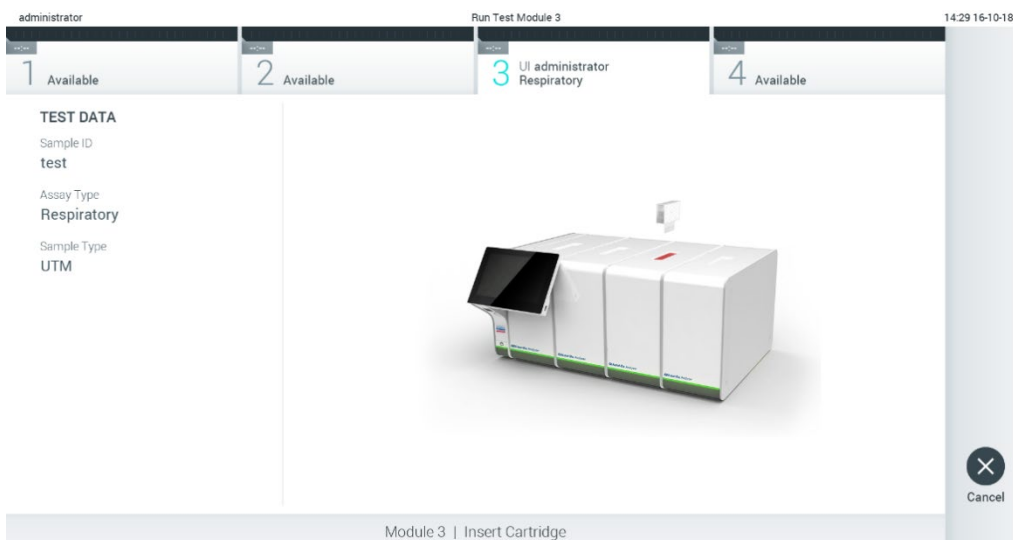 administrator
Run Test Module 3
14:29 16-10-18
--:--
--:--
--:--
--:--
1 Available
2 Available
3 UI administrator
Respiratory
4 Available
TEST DATA
Sample ID
test
Assay Type
Respiratory
Sample Type
UTM
Cancel
Module 3 | Insert Cartridge